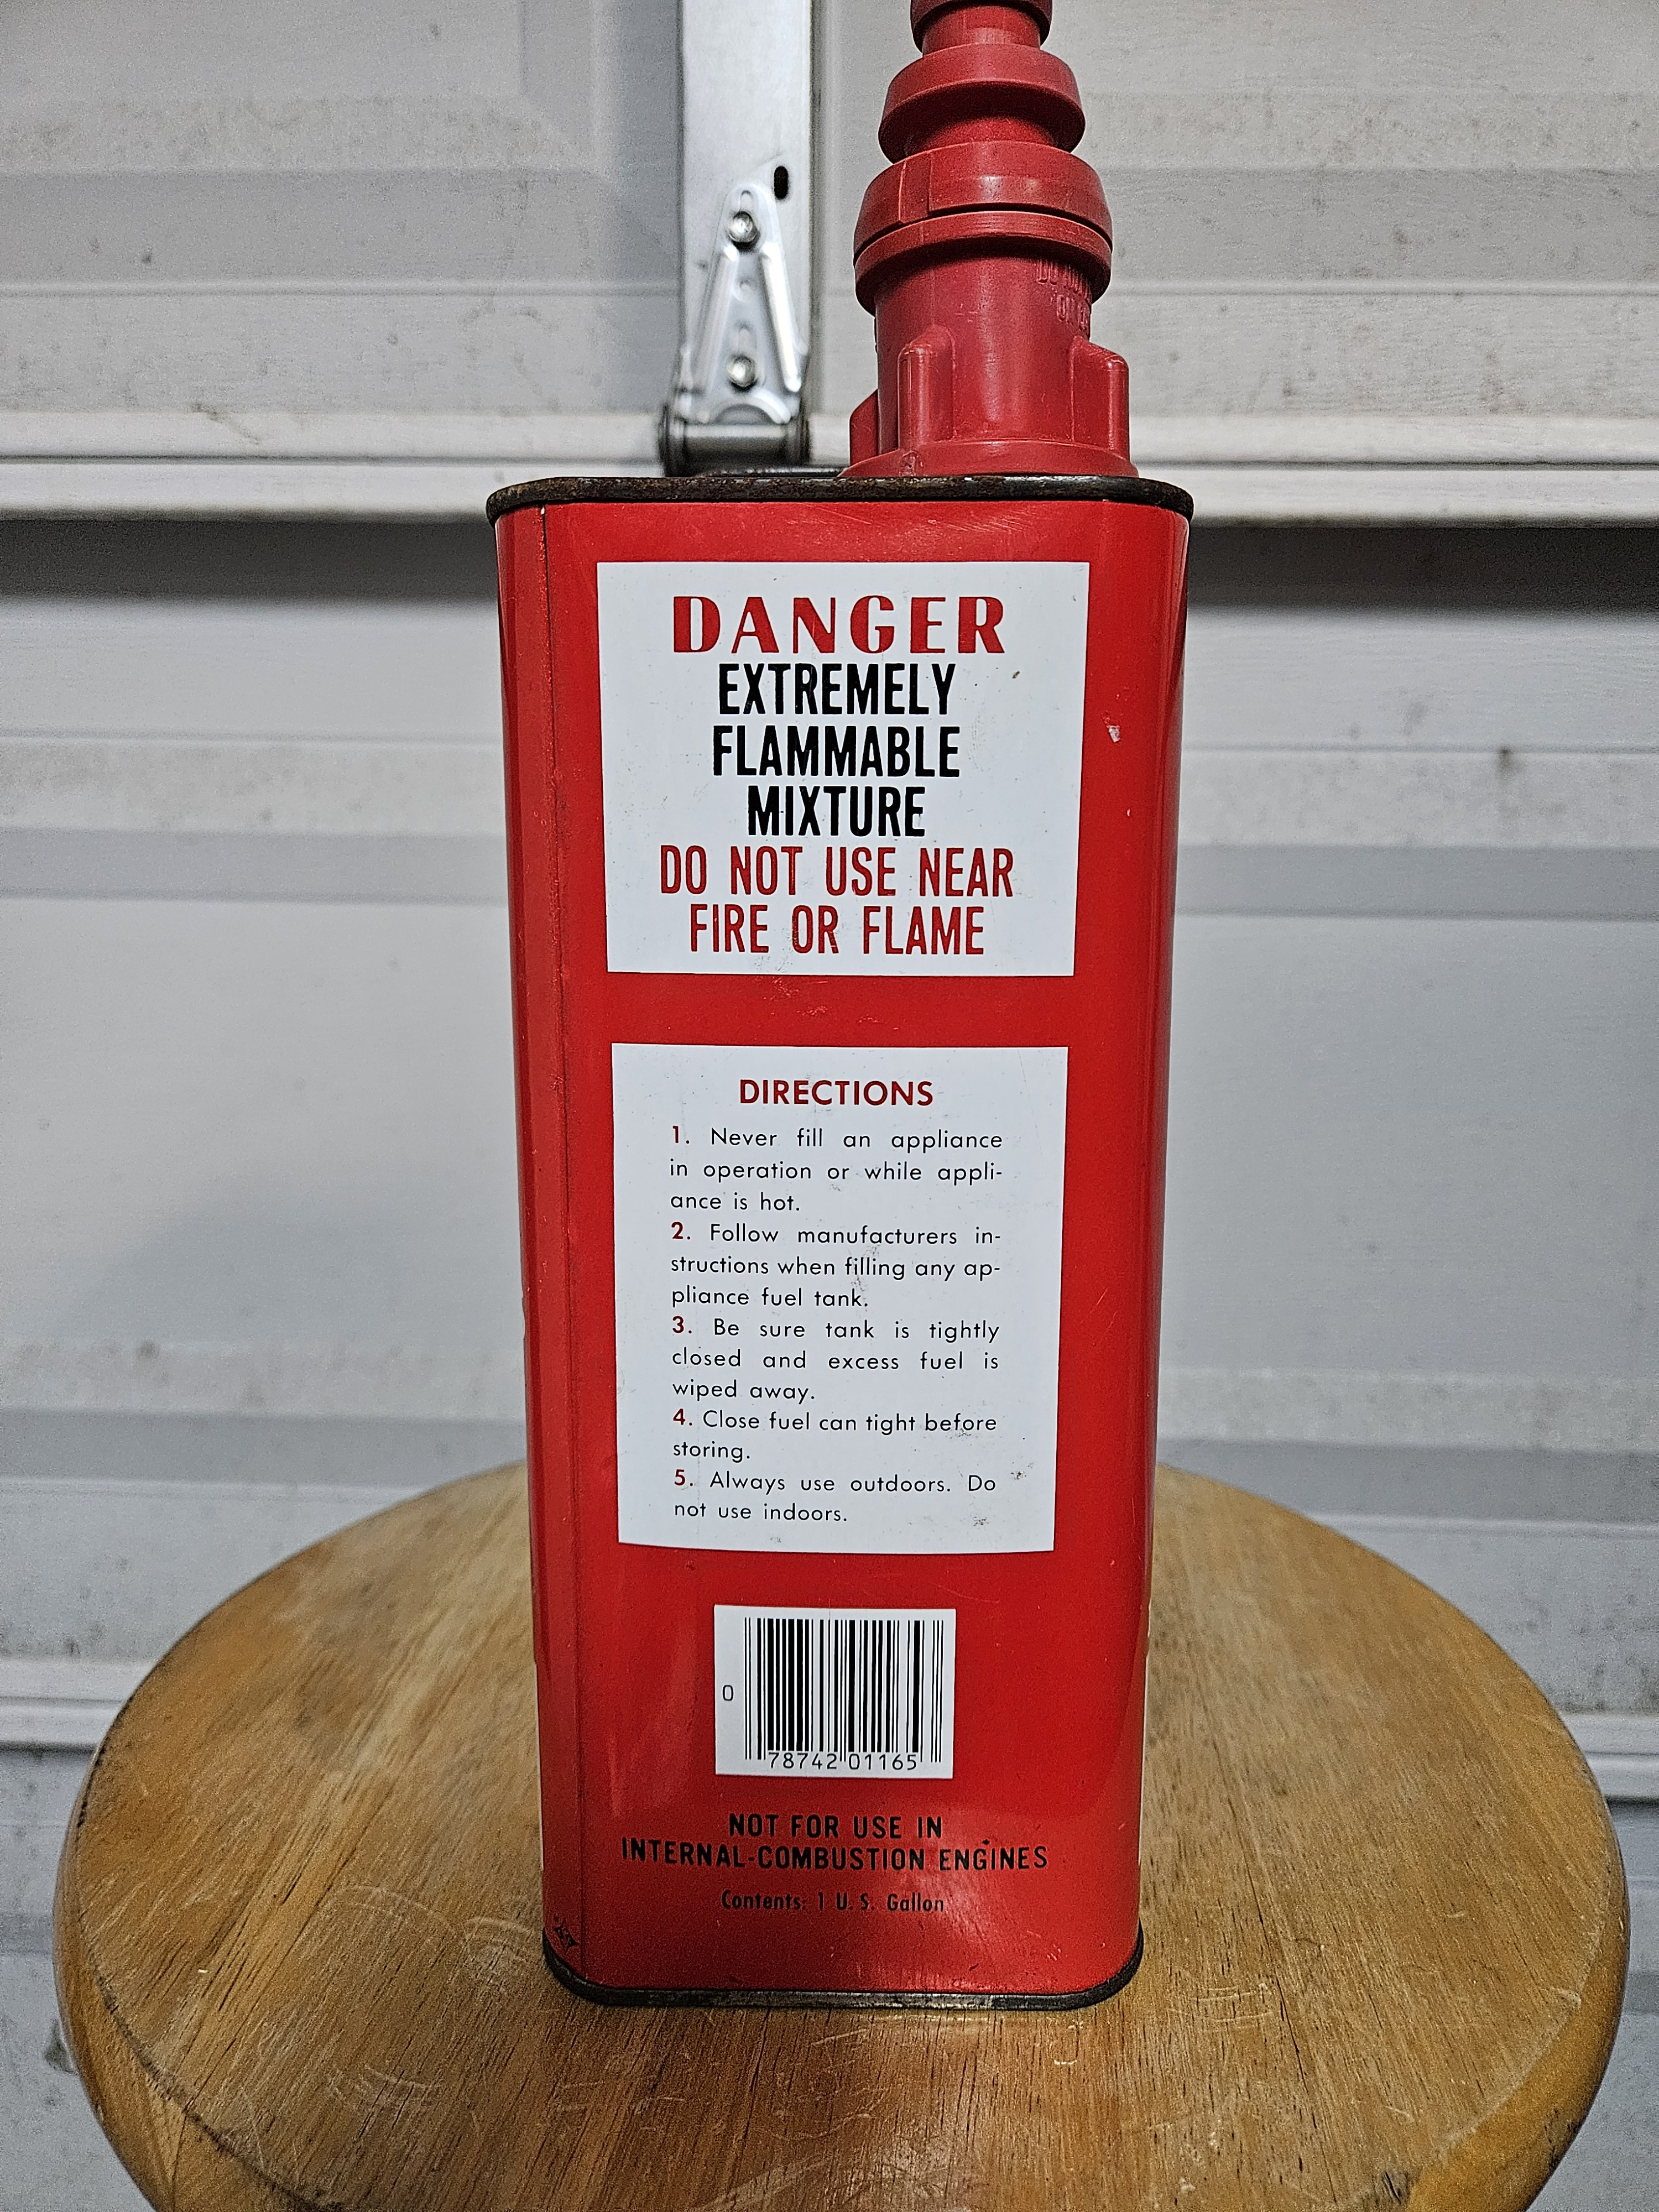 DANGER
EXTREMELY
FLAMMABLE
MIXTURE
DO NOT USE NEAR
FIRE OR FLAME
DIRECTIONS
1. Never fill an appliance
in operation or while appli-
ance is hot.
2. Follow manufacturers in-
structions when filling any ap-
pliance fuel tank.
3. Be sure tank is tightly
closed and excess fuel is
wiped away.
4. Close fuel can tight before
storing.
5. Always use outdoors. Do
not use indoors.
0 78742 01165
NOT FOR USE IN
INTERNAL-COMBUSTION ENGINES
Contents: 1 U. S. Gallon